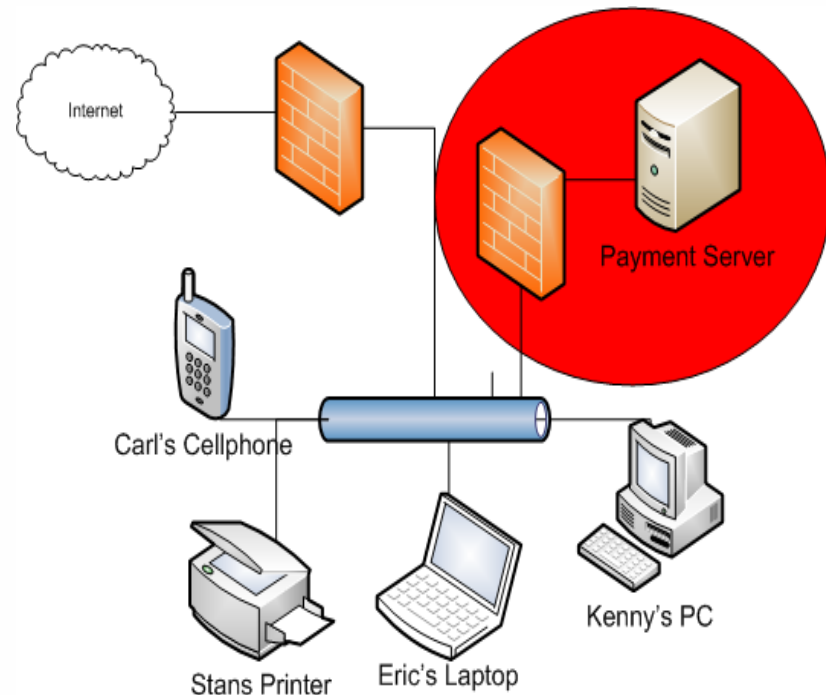 Internet
Payment Server
Carl's Cellphone
Kenny's PC
Eric's Laptop
Stans Printer